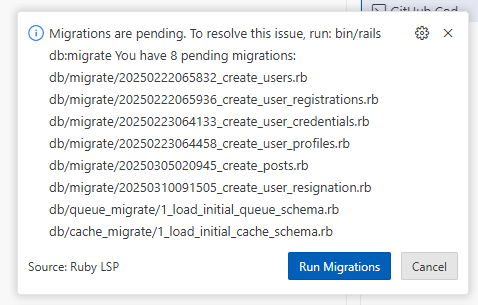 GitHub Cod
Migrations are pending. To resolve this issue, run: bin/rails
db:migrate You have 8 pending migrations:
db/migrate/20250222065832_create_users.rb
db/migrate/20250222065936_create_user_registrations.rb
db/migrate/20250223064133_create_user_credentials.rb
db/migrate/20250223064458_create_user_profiles.rb
db/migrate/20250305020945_create_posts.rb
db/migrate/20250310091505_create_user_resignation.rb
db/queue_migrate/1_load_initial_queue_schema.rb
db/cache_migrate/1_load_initial_cache_schema.rb
Source: Ruby LSP
Run Migrations
Cancel